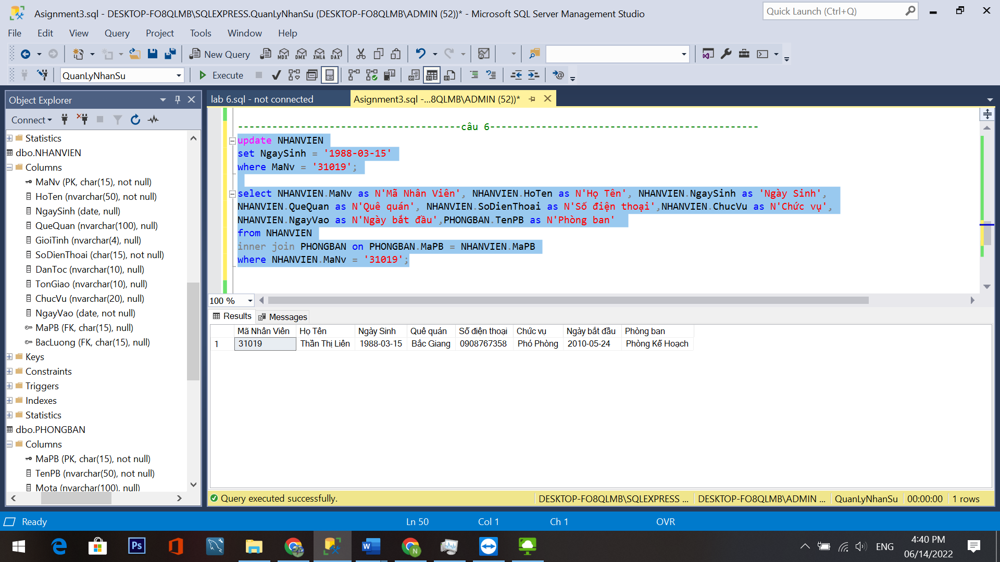 Asignment3.sql - DESKTOP-FO8QLMB\SQLEXPRESS.QuanLyNhanSu (DESKTOP-FO8QLMB\ADMIN (52))* - Microsoft SQL Server Management Studio
Quick Launch (Ctrl+Q)
File Edit View Query Project Tools Window Help
New Query MDX DMX XMLA DAX
QuanLyNhanSu Execute
Object Explorer
lab 6.sql - not connected
Asignment3.sql -...8QLMB\ADMIN (52))*
Connect
Statistics
dbo.NHANVIEN
Columns
MaNv (PK, char(15), not null)
HoTen (nvarchar(50), not null)
NgaySinh (date, null)
QueQuan (nvarchar(100), null)
GioiTinh (nvarchar(4), null)
SoDienThoai (char(15), not null)
DanToc (nvarchar(10), null)
TonGiao (nvarchar(10), null)
ChucVu (nvarchar(20), null)
NgayVao (date, not null)
MaPB (FK, char(15), null)
BacLuong (FK, char(15), null)
Keys
Constraints
Triggers
Indexes
Statistics
dbo.PHONGBAN
Columns
MaPB (PK, char(15), not null)
TenPB (nvarchar(50), not null)
Mota (nvarchar(100), null)
---------------------------------------câu 6-----------------------------------------------
update NHANVIEN
set NgaySinh = '1988-03-15'
where MaNv = '31019';
select NHANVIEN.MaNv as N'Mã Nhân Viên', NHANVIEN.HoTen as N'Họ Tên', NHANVIEN.NgaySinh as 'Ngày Sinh',
NHANVIEN.QueQuan as N'Quê quán', NHANVIEN.SoDienThoai as N'Số điện thoại',NHANVIEN.ChucVu as N'Chức vụ',
NHANVIEN.NgayVao as N'Ngày bắt đầu',PHONGBAN.TenPB as N'Phòng ban'
from NHANVIEN
inner join PHONGBAN on PHONGBAN.MaPB = NHANVIEN.MaPB
where NHANVIEN.MaNv = '31019';
100 %
Results Messages
Mã Nhân Viên Họ Tên Ngày Sinh Quê quán Số điện thoại Chức vụ Ngày bắt đầu Phòng ban
1 31019 Thần Thị Liên 1988-03-15 Bắc Giang 0908767358 Phó Phòng 2010-05-24 Phòng Kế Hoạch
Query executed successfully. DESKTOP-FO8QLMB\SQLEXPRESS ... DESKTOP-FO8QLMB\ADMIN ... QuanLyNhanSu 00:00:00 1 rows
Ready Ln 50 Col 1 Ch 1 OVR
Ps
W
N
ENG
4:40 PM
06/14/2022